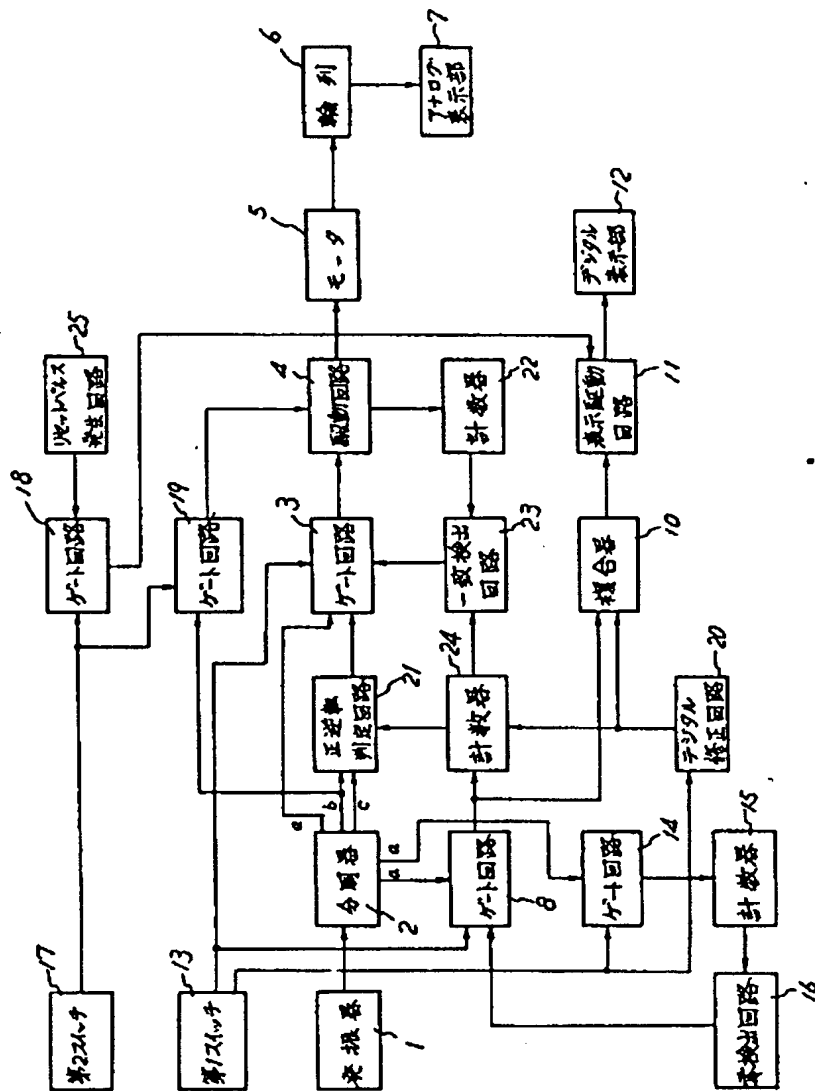 第2スイッチ
17
第1スイッチ
13
発振器
1
分周器
2
a
b
c
a
a
ゲート回路
18
リセットパルス
発生回路
25
ゲート回路
19
正逆転
判定回路
21
ゲート回路
3
駆動回路
4
モータ
5
輪列
6
アナログ
表示部
7
ゲート回路
8
計数器
24
一致検出
回路
23
計数器
22
ゲート回路
14
デジタル
修正回路
20
複合器
10
表示駆動
回路
11
デジタル
表示部
12
計数器
15
検出回路
16